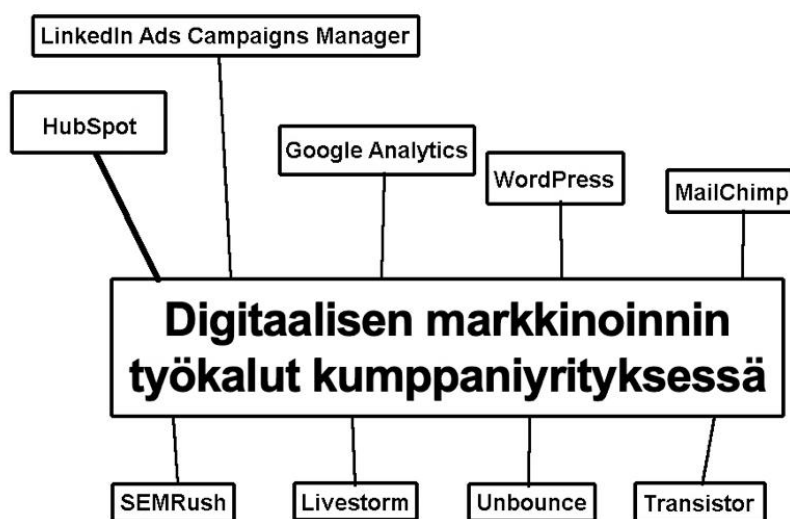 LinkedIn Ads Campaigns Manager
HubSpot
Google Analytics
WordPress
MailChimp
Digitaalisen markkinoinnin
työkalut kumppaniyrityksessä
SEMRush
Livestorm
Unbounce
Transistor